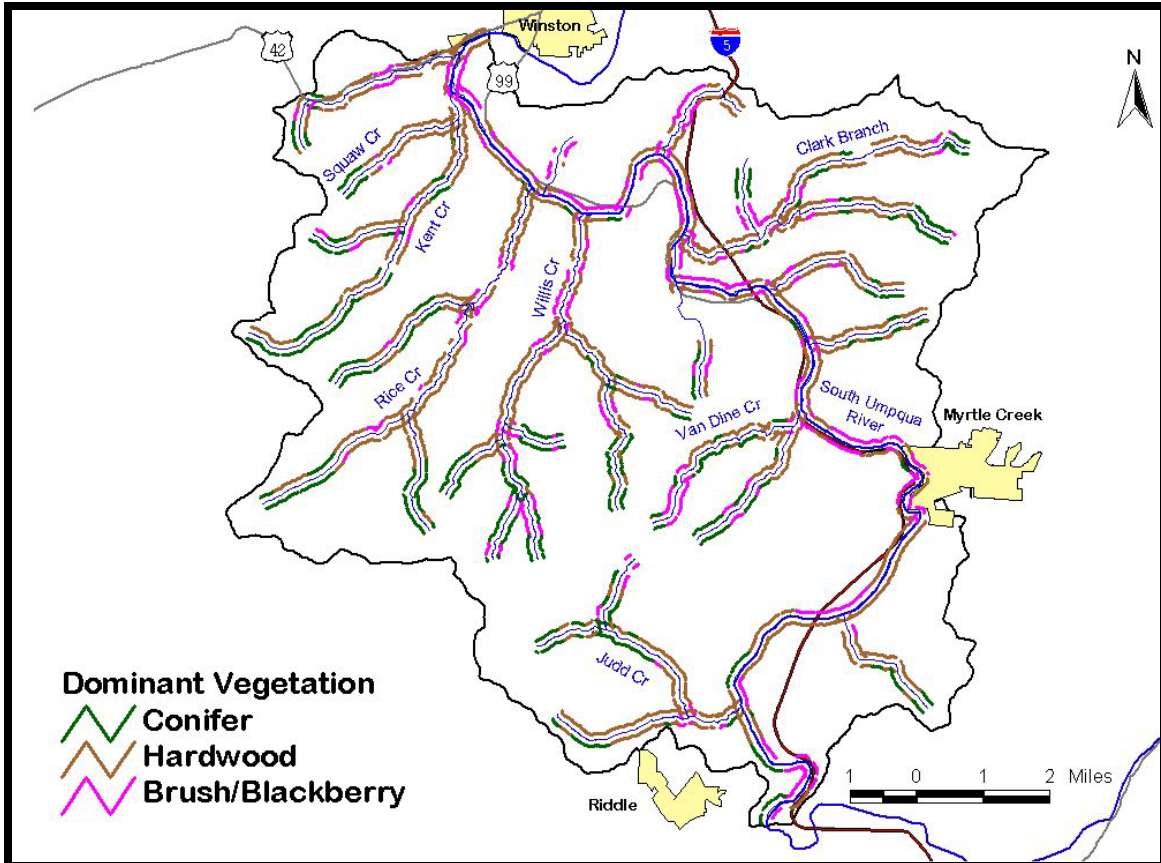 Winston
42
5
99
N
Clark Branch
Squaw Cr
Kent Cr
Willis Cr
Rice Cr
Van Dine Cr
South Umpqua
River
Myrtle Creek
Judd Cr
Dominant Vegetation
Conifer
Hardwood
Brush/Blackberry
Riddle
1 0 1 2 Miles